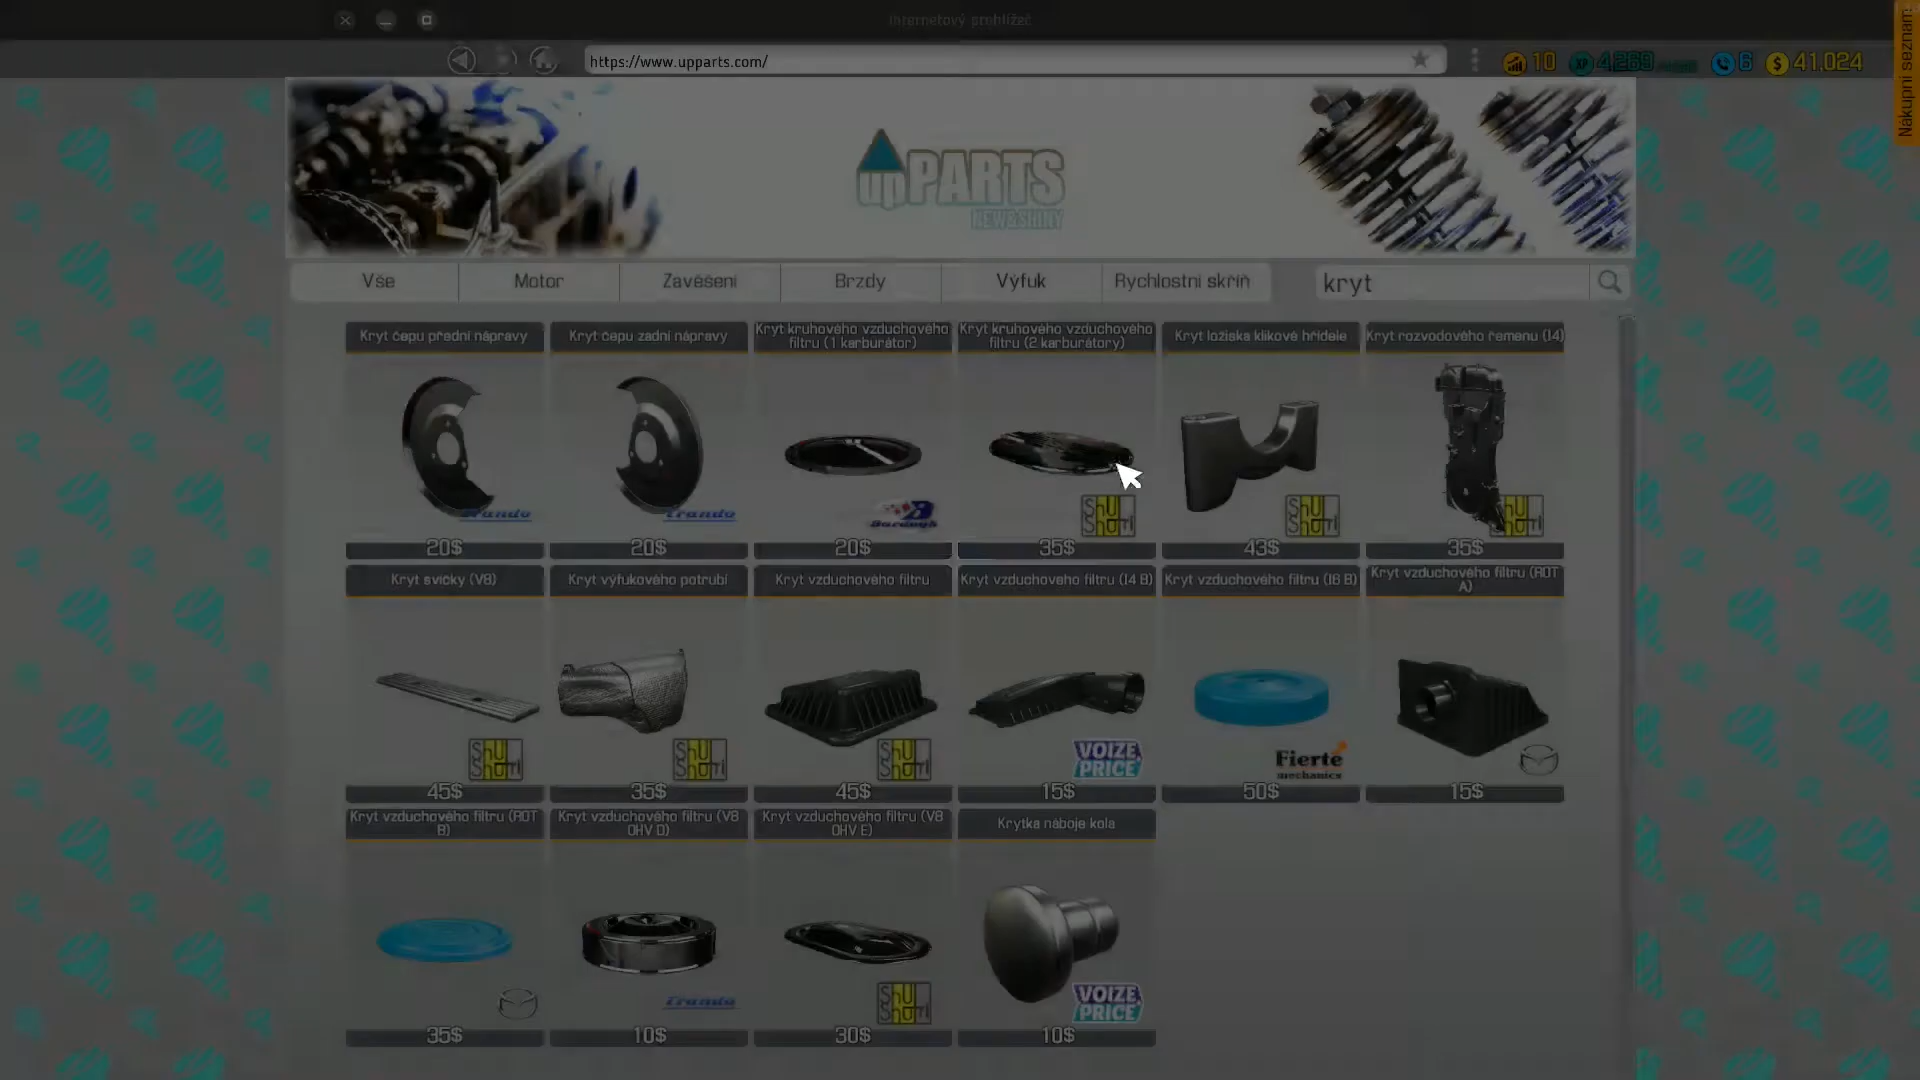 Internetový prohlížeč
https://www.upparts.com/
10
4,269
6
41,024
Nákupní seznam
upPARTS
NEW&SHINY
Vše
Motor
Zavěšení
Brzdy
Výfuk
Rychlostní skříň
kryt
Kryt čepu přední nápravy
Kryt čepu zadní nápravy
Kryt kruhového vzduchového
filtru (1 karburátor)
Kryt kruhového vzduchového
filtru (2 karburátory)
Kryt ložiska klikové hřídele
Kryt rozvodového řemenu (I4)
20$
20$
20$
35$
43$
35$
Kryt svíčky (V8)
Kryt výfukového potrubí
Kryt vzduchového filtru
Kryt vzduchového filtru (I4 B)
Kryt vzduchového filtru (I6 B)
Kryt vzduchového filtru (ROT
A)
VOIZE
PRICE
Fierte
mechanics
45$
35$
45$
15$
50$
15$
Kryt vzduchového filtru (ROT
B)
Kryt vzduchového filtru (V8
OHV D)
Kryt vzduchového filtru (V8
OHV E)
Krytka náboje kola
VOIZE
PRICE
35$
10$
30$
10$